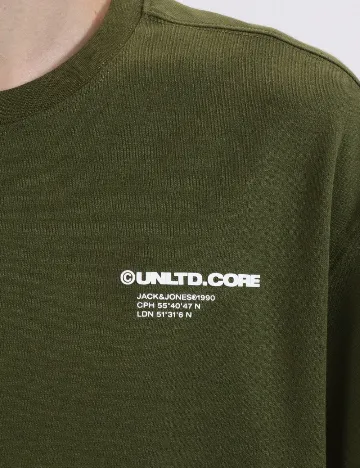 ©UNLTD.CORE
JACK&JONES®1990
CPH 55°40'47 N
LDN 51°31'6 N